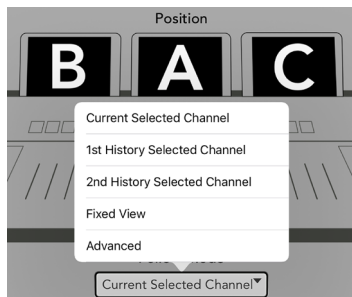 Position
B A C
Current Selected Channel
1st History Selected Channel
2nd History Selected Channel
Fixed View
Advanced
Current Selected Channel